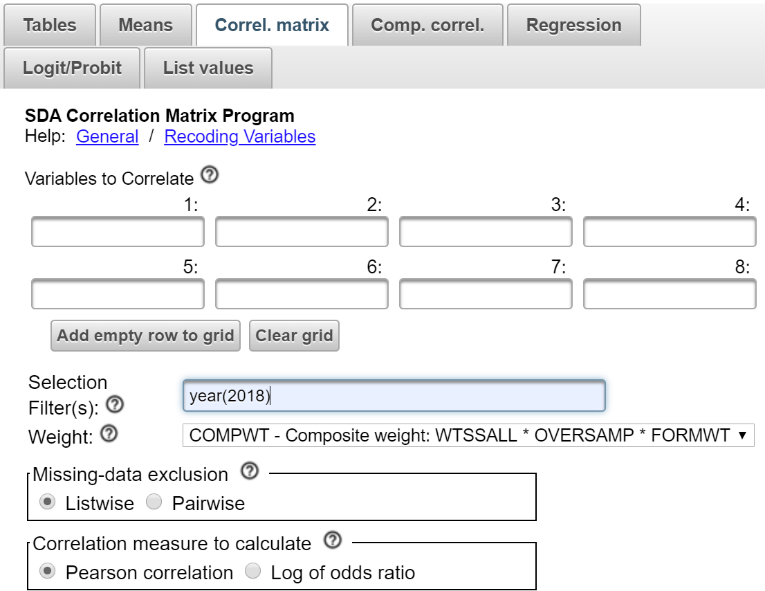 Tables Means Correl. matrix Comp. correl. Regression
Logit/Probit List values
SDA Correlation Matrix Program
Help: General / Recoding Variables
Variables to Correlate ?
1: 2: 3: 4:
5: 6: 7: 8:
Add empty row to grid Clear grid
Selection
Filter(s): ? year(2018)
Weight: ? COMPWT - Composite weight: WTSSALL * OVERSAMP * FORMWT
Missing-data exclusion ?
Listwise Pairwise
Correlation measure to calculate ?
Pearson correlation Log of odds ratio